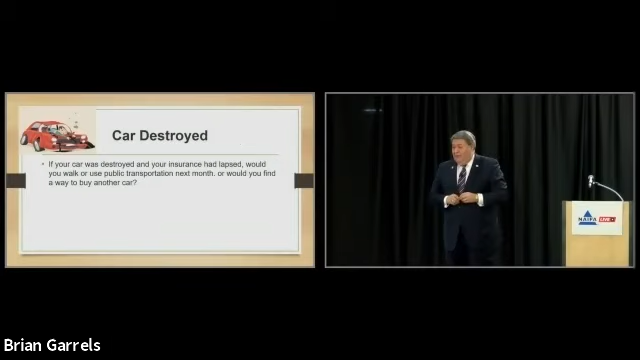 Car Destroyed
• If your car was destroyed and your insurance had lapsed, would
you walk or use public transportation next month. or would you find
a way to buy another car?
NAIFA LIVE
Brian Garrels